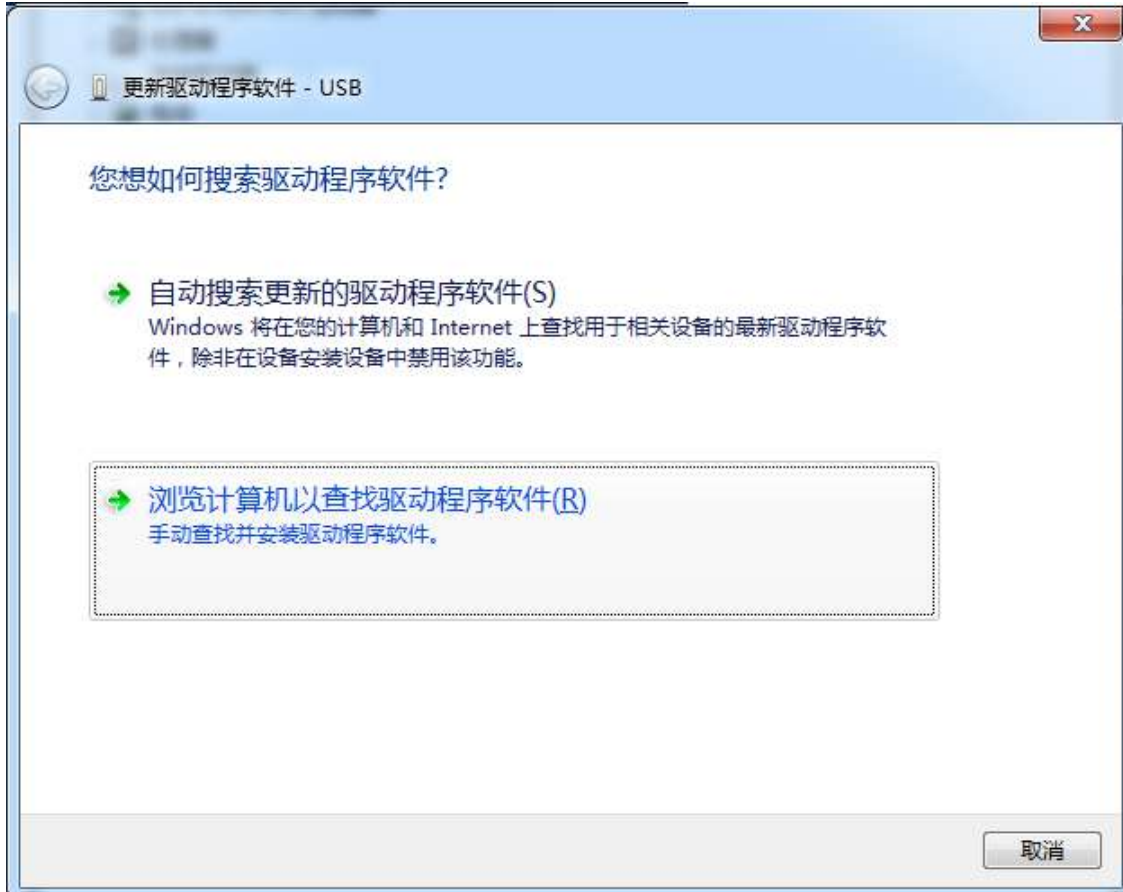 更新驱动程序软件 - USB
您想如何搜索驱动程序软件?
自动搜索更新的驱动程序软件(S)
Windows 将在您的计算机和 Internet 上查找用于相关设备的最新驱动程序软
件，除非在设备安装设备中禁用该功能。
浏览计算机以查找驱动程序软件(R)
手动查找并安装驱动程序软件。
取消